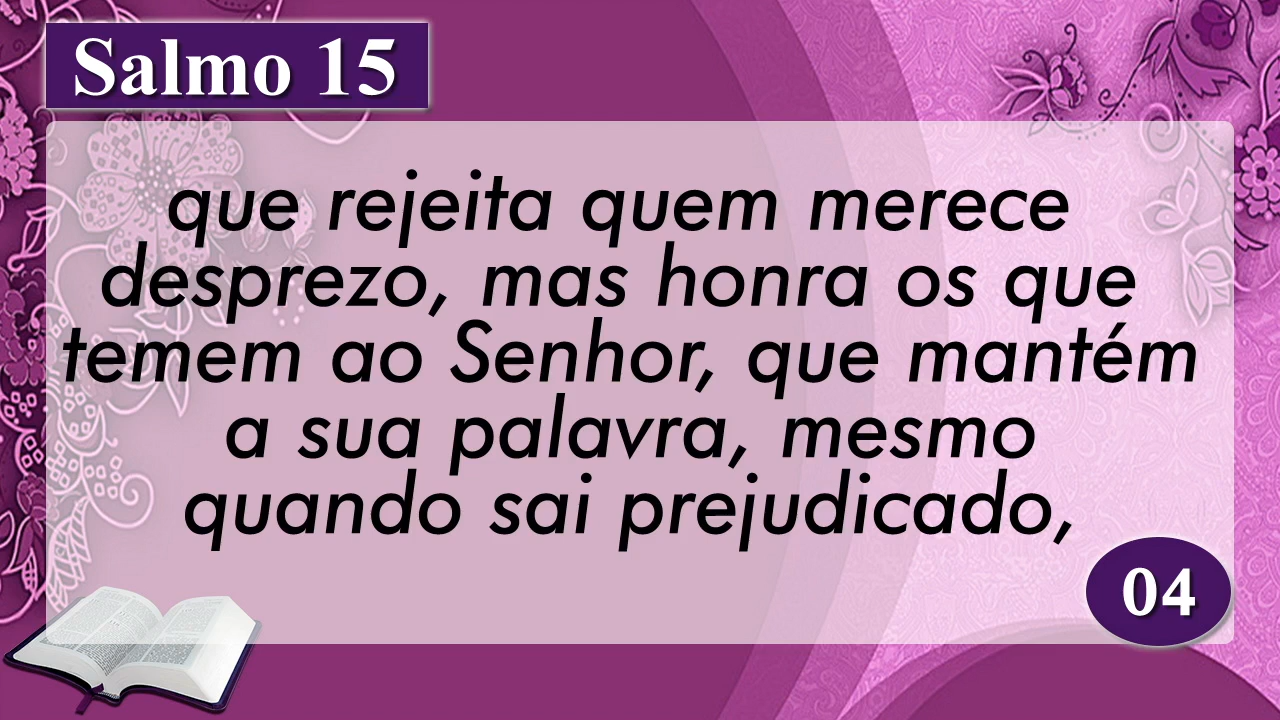 Salmo 15
que rejeita quem merece
desprezo, mas honra os que
temem ao Senhor, que mantém
a sua palavra, mesmo
quando sai prejudicado,
04